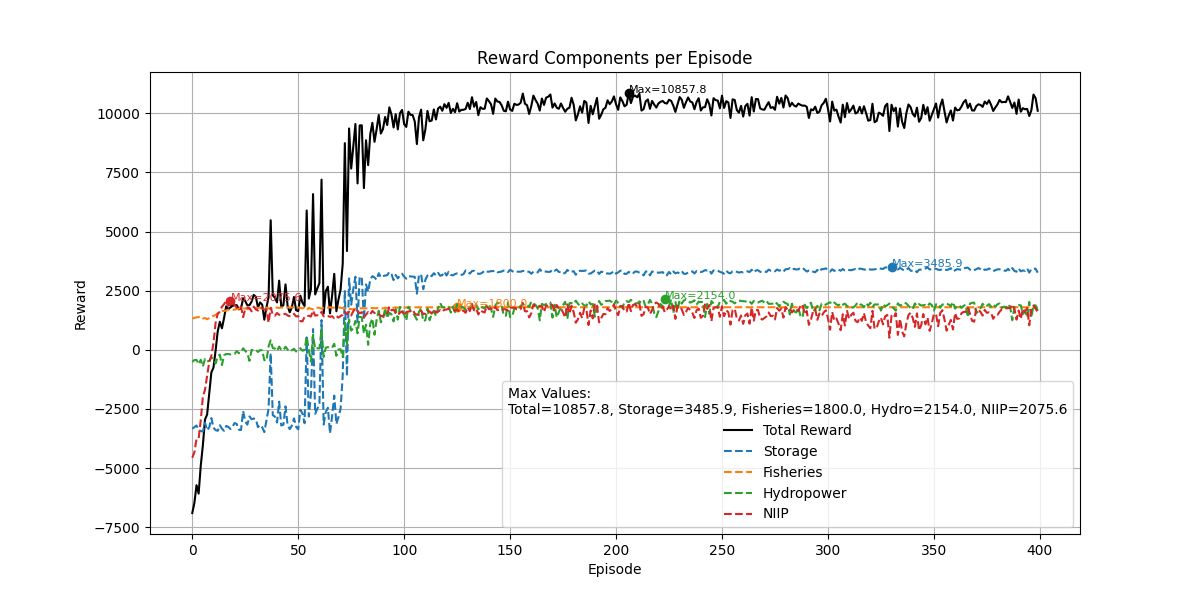 Reward Components per Episode
Max=10857.8
10000
7500
5000
Max=3485.9
2500
Max=2075.6
Max=1800.0
Max=2154.0
Reward
0
Max Values:
−2500
Total=10857.8, Storage=3485.9, Fisheries=1800.0, Hydro=2154.0, NIIP=2075.6
Total Reward
Storage
−5000
Fisheries
Hydropower
NIIP
−7500
0 50 100 150 200 250 300 350 400
Episode